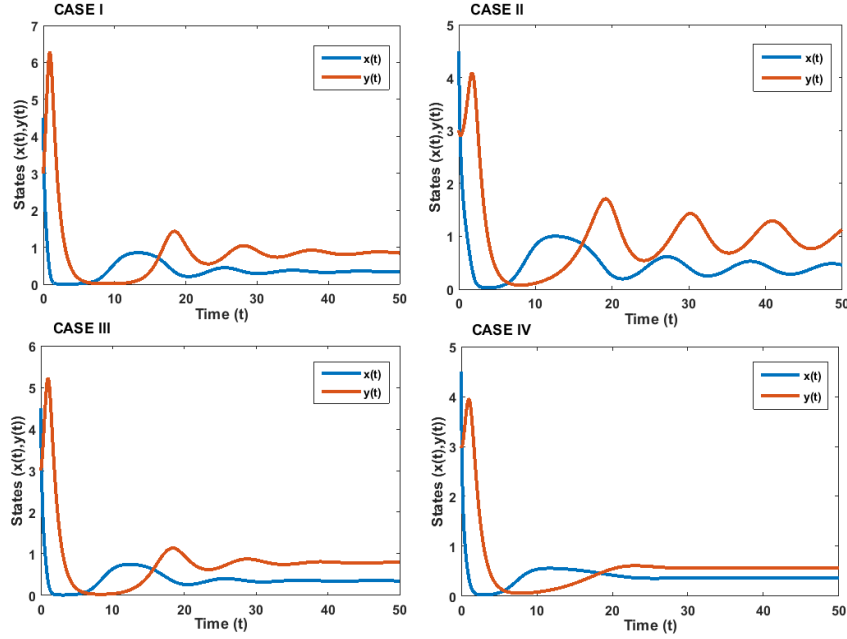 CASE I
7
6
5
4
3
2
1
0
States (x(t),y(t))
x(t)
y(t)
0 10 20 30 40 50
Time (t)
CASE II
5
4
3
2
1
0
States (x(t),y(t))
x(t)
y(t)
0 10 20 30 40 50
Time (t)
CASE III
6
5
4
3
2
1
0
States (x(t),y(t))
x(t)
y(t)
0 10 20 30 40 50
Time (t)
CASE IV
5
4
3
2
1
0
States (x(t),y(t))
x(t)
y(t)
0 10 20 30 40 50
Time (t)